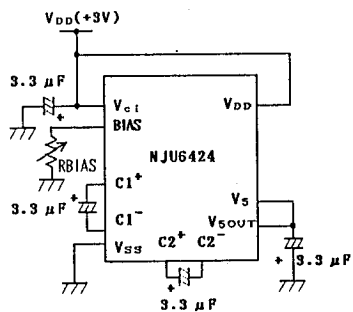 VDD(+3V)
3.3 μF
+
Vci
VDD
BIAS
RBIAS
NJU6424
C1+
3.3 μF
+
C1-
V5
V5OUT
VSS
C2+ C2-
+
3.3 μF
+
3.3 μF